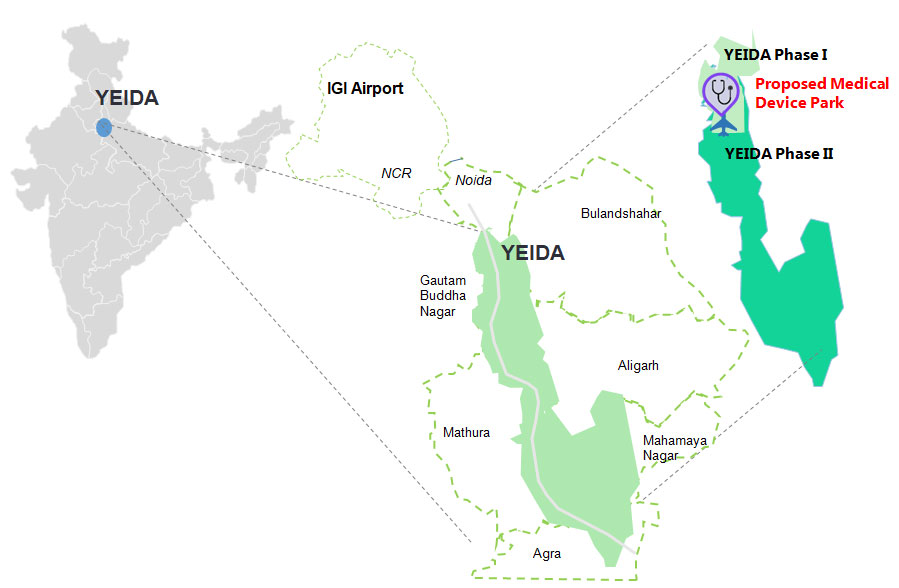 YEIDA
IGI Airport
NCR
Noida
YEIDA
Gautam
Buddha
Nagar
Bulandshahar
Aligarh
Mathura
Mahamaya
Nagar
Agra
YEIDA Phase I
Proposed Medical
Device Park
YEIDA Phase II